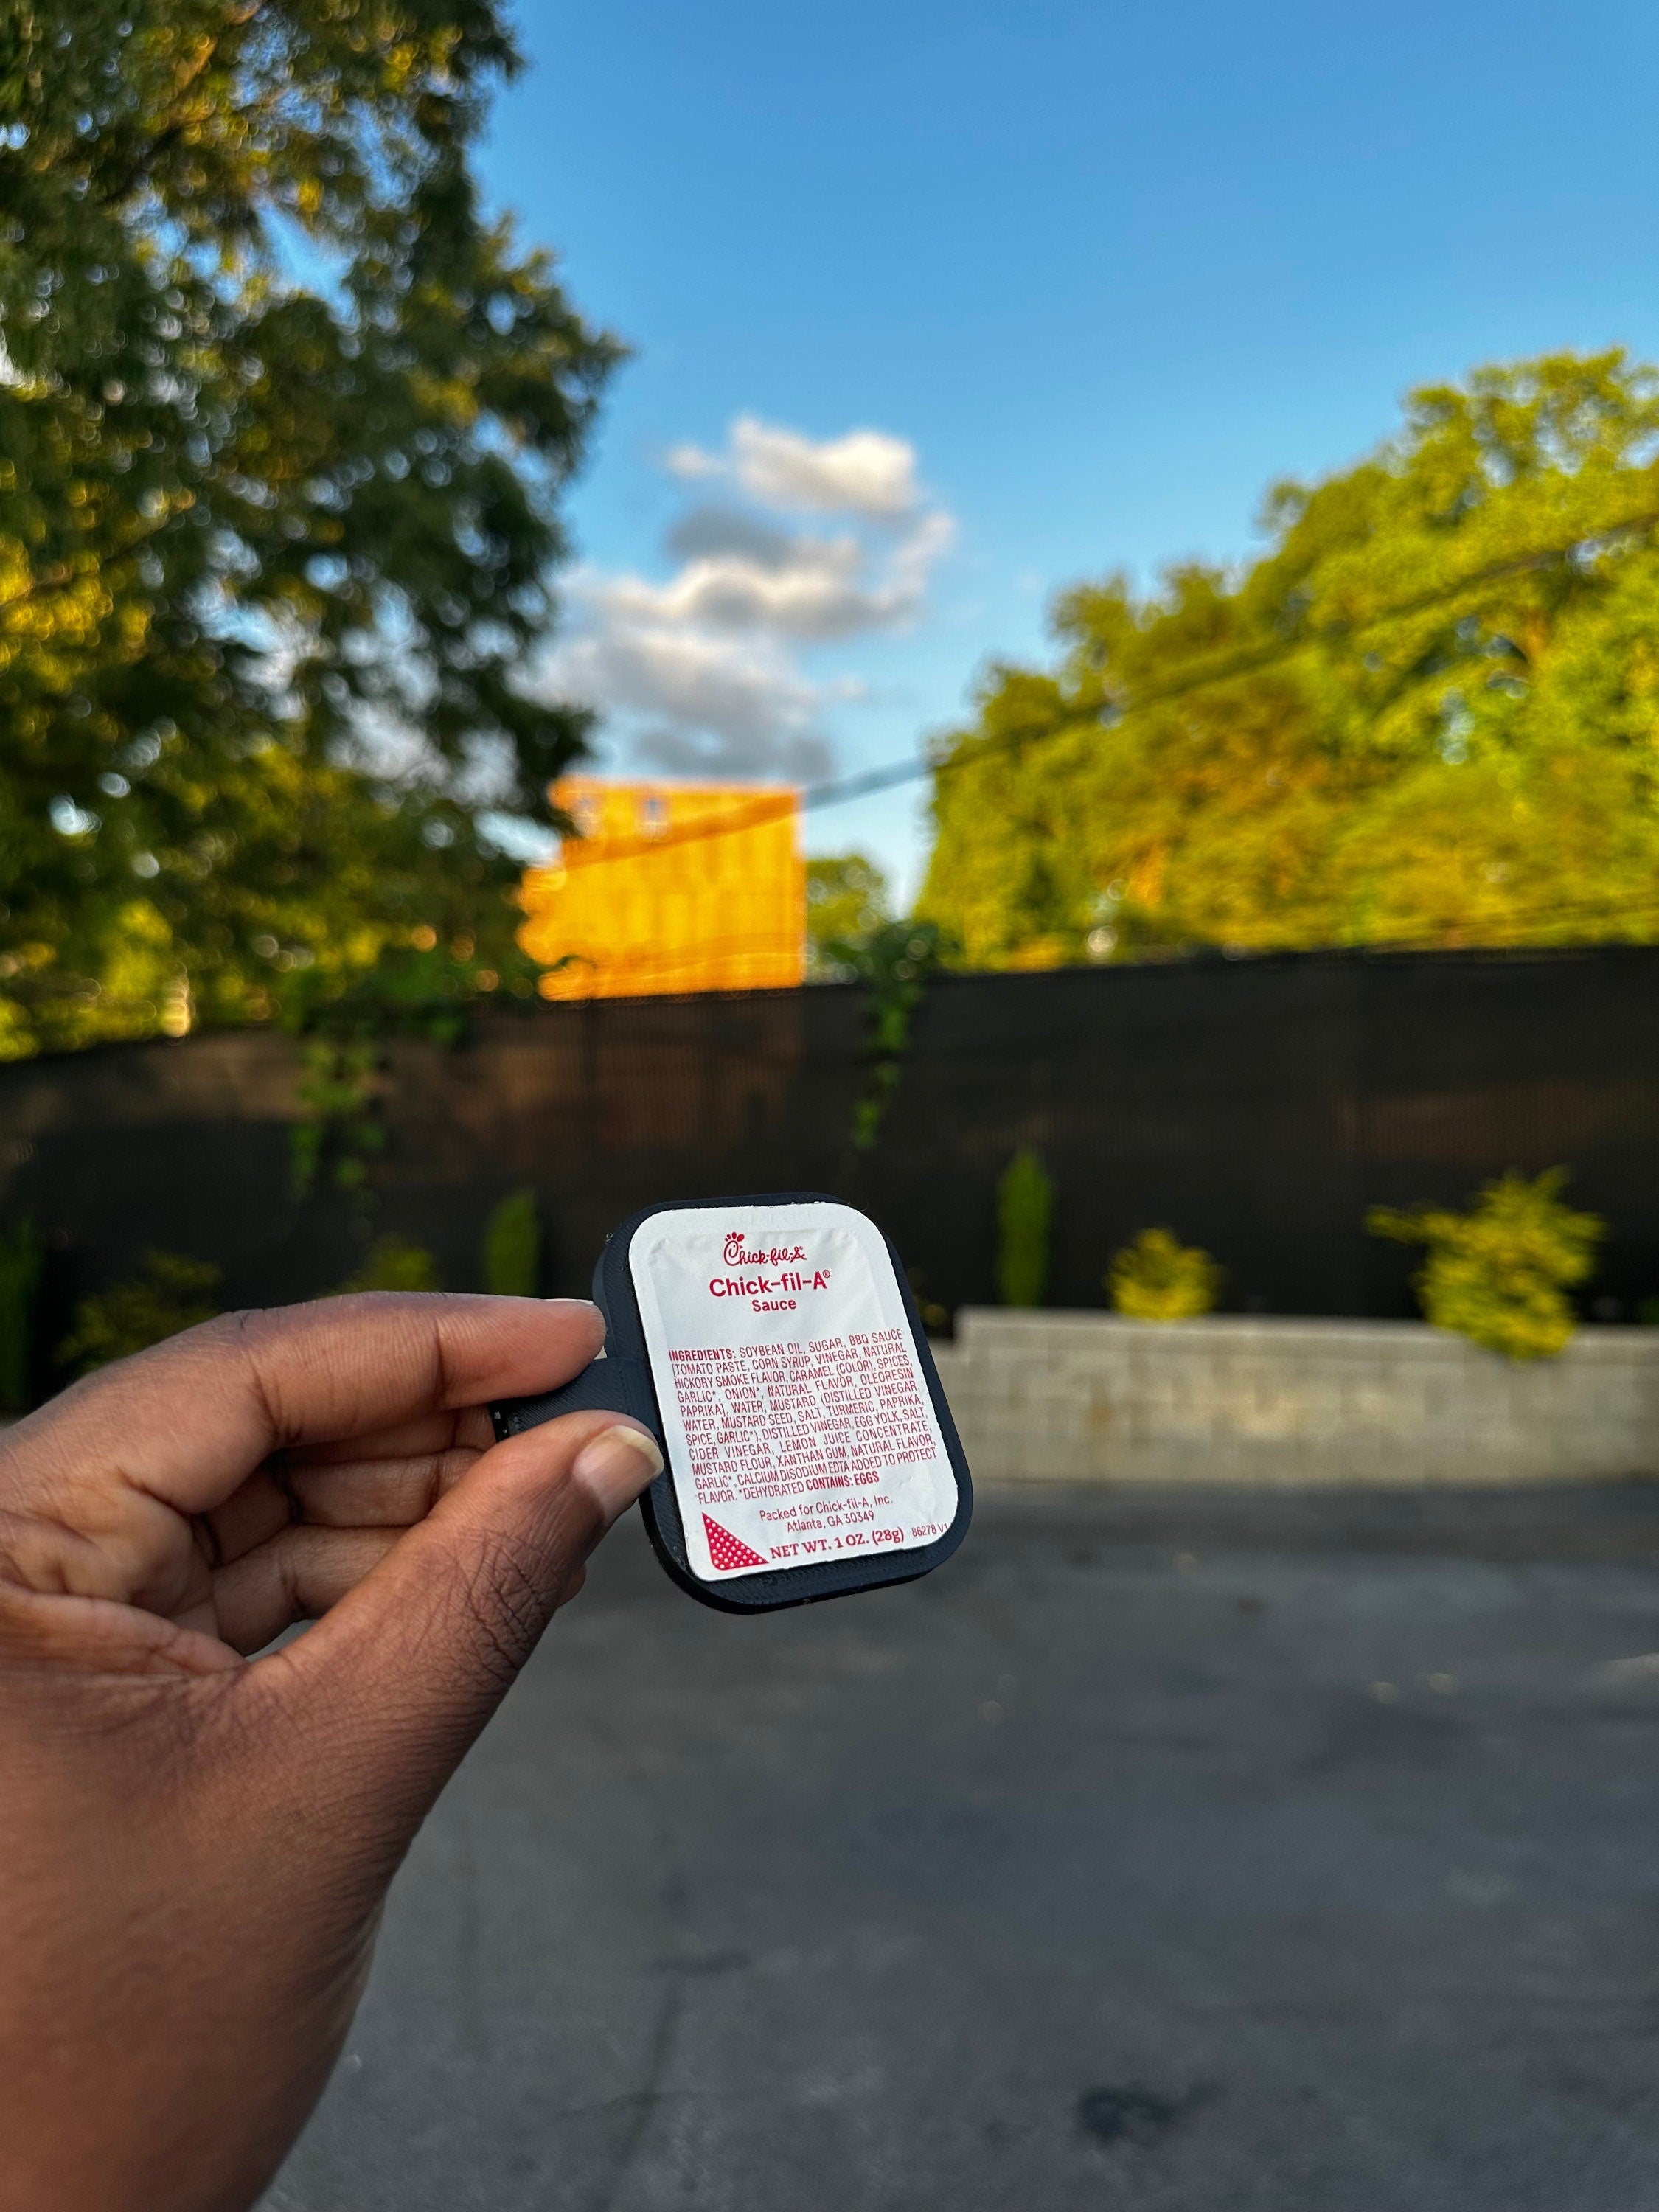 Chick-fil-A®
Chick-fil-A®
Sauce
INGREDIENTS: SOYBEAN OIL, SUGAR, BBQ SAUCE
(TOMATO PASTE, CORN SYRUP, VINEGAR, NATURAL
HICKORY SMOKE FLAVOR, CARAMEL (COLOR), SPICES,
GARLIC*, ONION*, NATURAL FLAVOR, OLEORESIN
PAPRIKA), WATER, MUSTARD (DISTILLED VINEGAR,
WATER, MUSTARD SEED, SALT, TURMERIC, PAPRIKA,
SPICE, GARLIC*), DISTILLED VINEGAR, EGG YOLK, SALT,
CIDER VINEGAR, LEMON JUICE CONCENTRATE,
MUSTARD FLOUR, XANTHAN GUM, NATURAL FLAVOR,
GARLIC*, CALCIUM DISODIUM EDTA ADDED TO PROTECT
FLAVOR. *DEHYDRATED CONTAINS: EGGS
Packed for Chick-fil-A, Inc.
Atlanta, GA 30349
NET WT. 1 OZ. (28g) 86278 V1